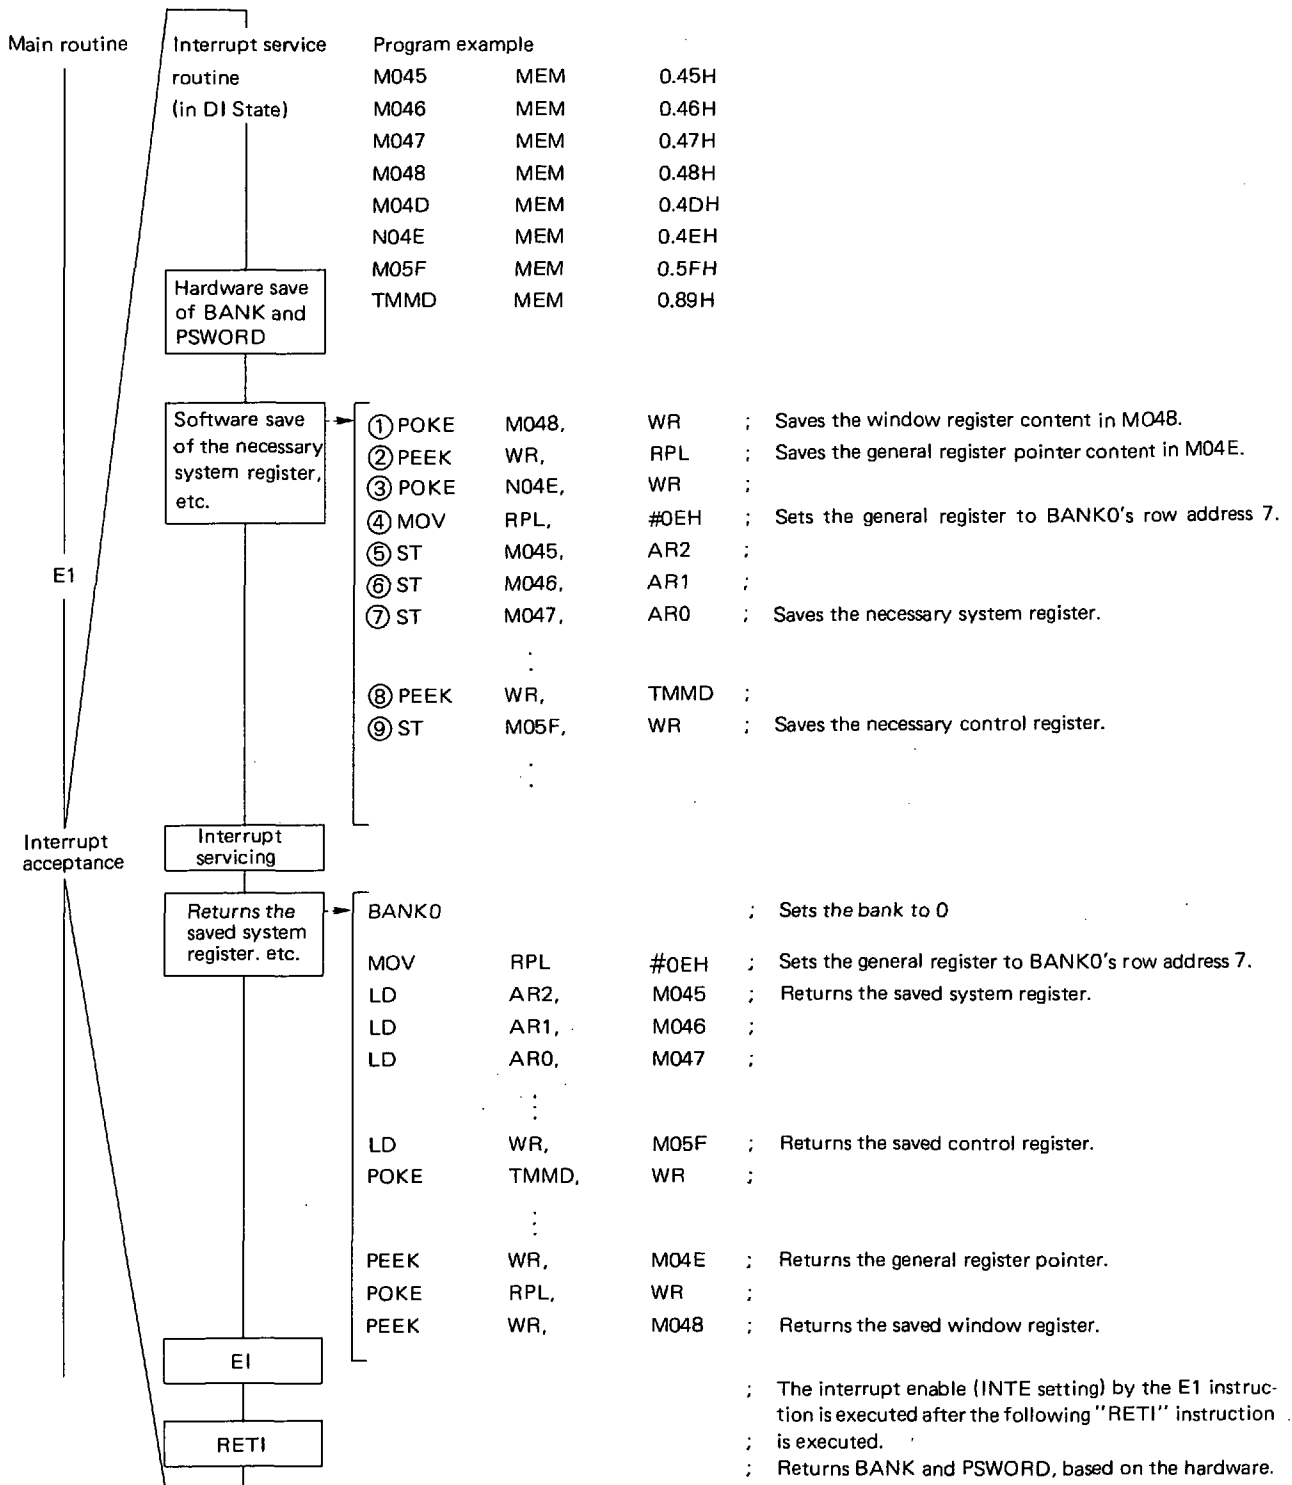 Main routine
Interrupt service
routine
(in DI State)
Program example
M045 MEM 0.45H
M046 MEM 0.46H
M047 MEM 0.47H
M048 MEM 0.48H
M04D MEM 0.4DH
N04E MEM 0.4EH
M05F MEM 0.5FH
TMMD MEM 0.89H
Hardware save
of BANK and
PSWORD
Software save
of the necessary
system register,
etc.
① POKE M048, WR ; Saves the window register content in M048.
② PEEK WR, RPL ; Saves the general register pointer content in M04E.
③ POKE N04E, WR ;
④ MOV RPL, #0EH ; Sets the general register to BANK0's row address 7.
⑤ ST M045, AR2 ;
⑥ ST M046, AR1 ;
⑦ ST M047, AR0 ; Saves the necessary system register.
⑧ PEEK WR, TMMD ;
⑨ ST M05F, WR ; Saves the necessary control register.
E1
Interrupt
acceptance
Interrupt
servicing
Returns the
saved system
register. etc.
BANK0 ; Sets the bank to 0
MOV RPL #0EH ; Sets the general register to BANK0's row address 7.
LD AR2, M045 ; Returns the saved system register.
LD AR1, M046 ;
LD AR0, M047 ;
LD WR, M05F ; Returns the saved control register.
POKE TMMD, WR ;
PEEK WR, M04E ; Returns the general register pointer.
POKE RPL, WR ;
PEEK WR, M048 ; Returns the saved window register.
EI
RETI
; The interrupt enable (INTE setting) by the E1 instruc-
tion is executed after the following "RETI" instruction
; is executed.
; Returns BANK and PSWORD, based on the hardware.